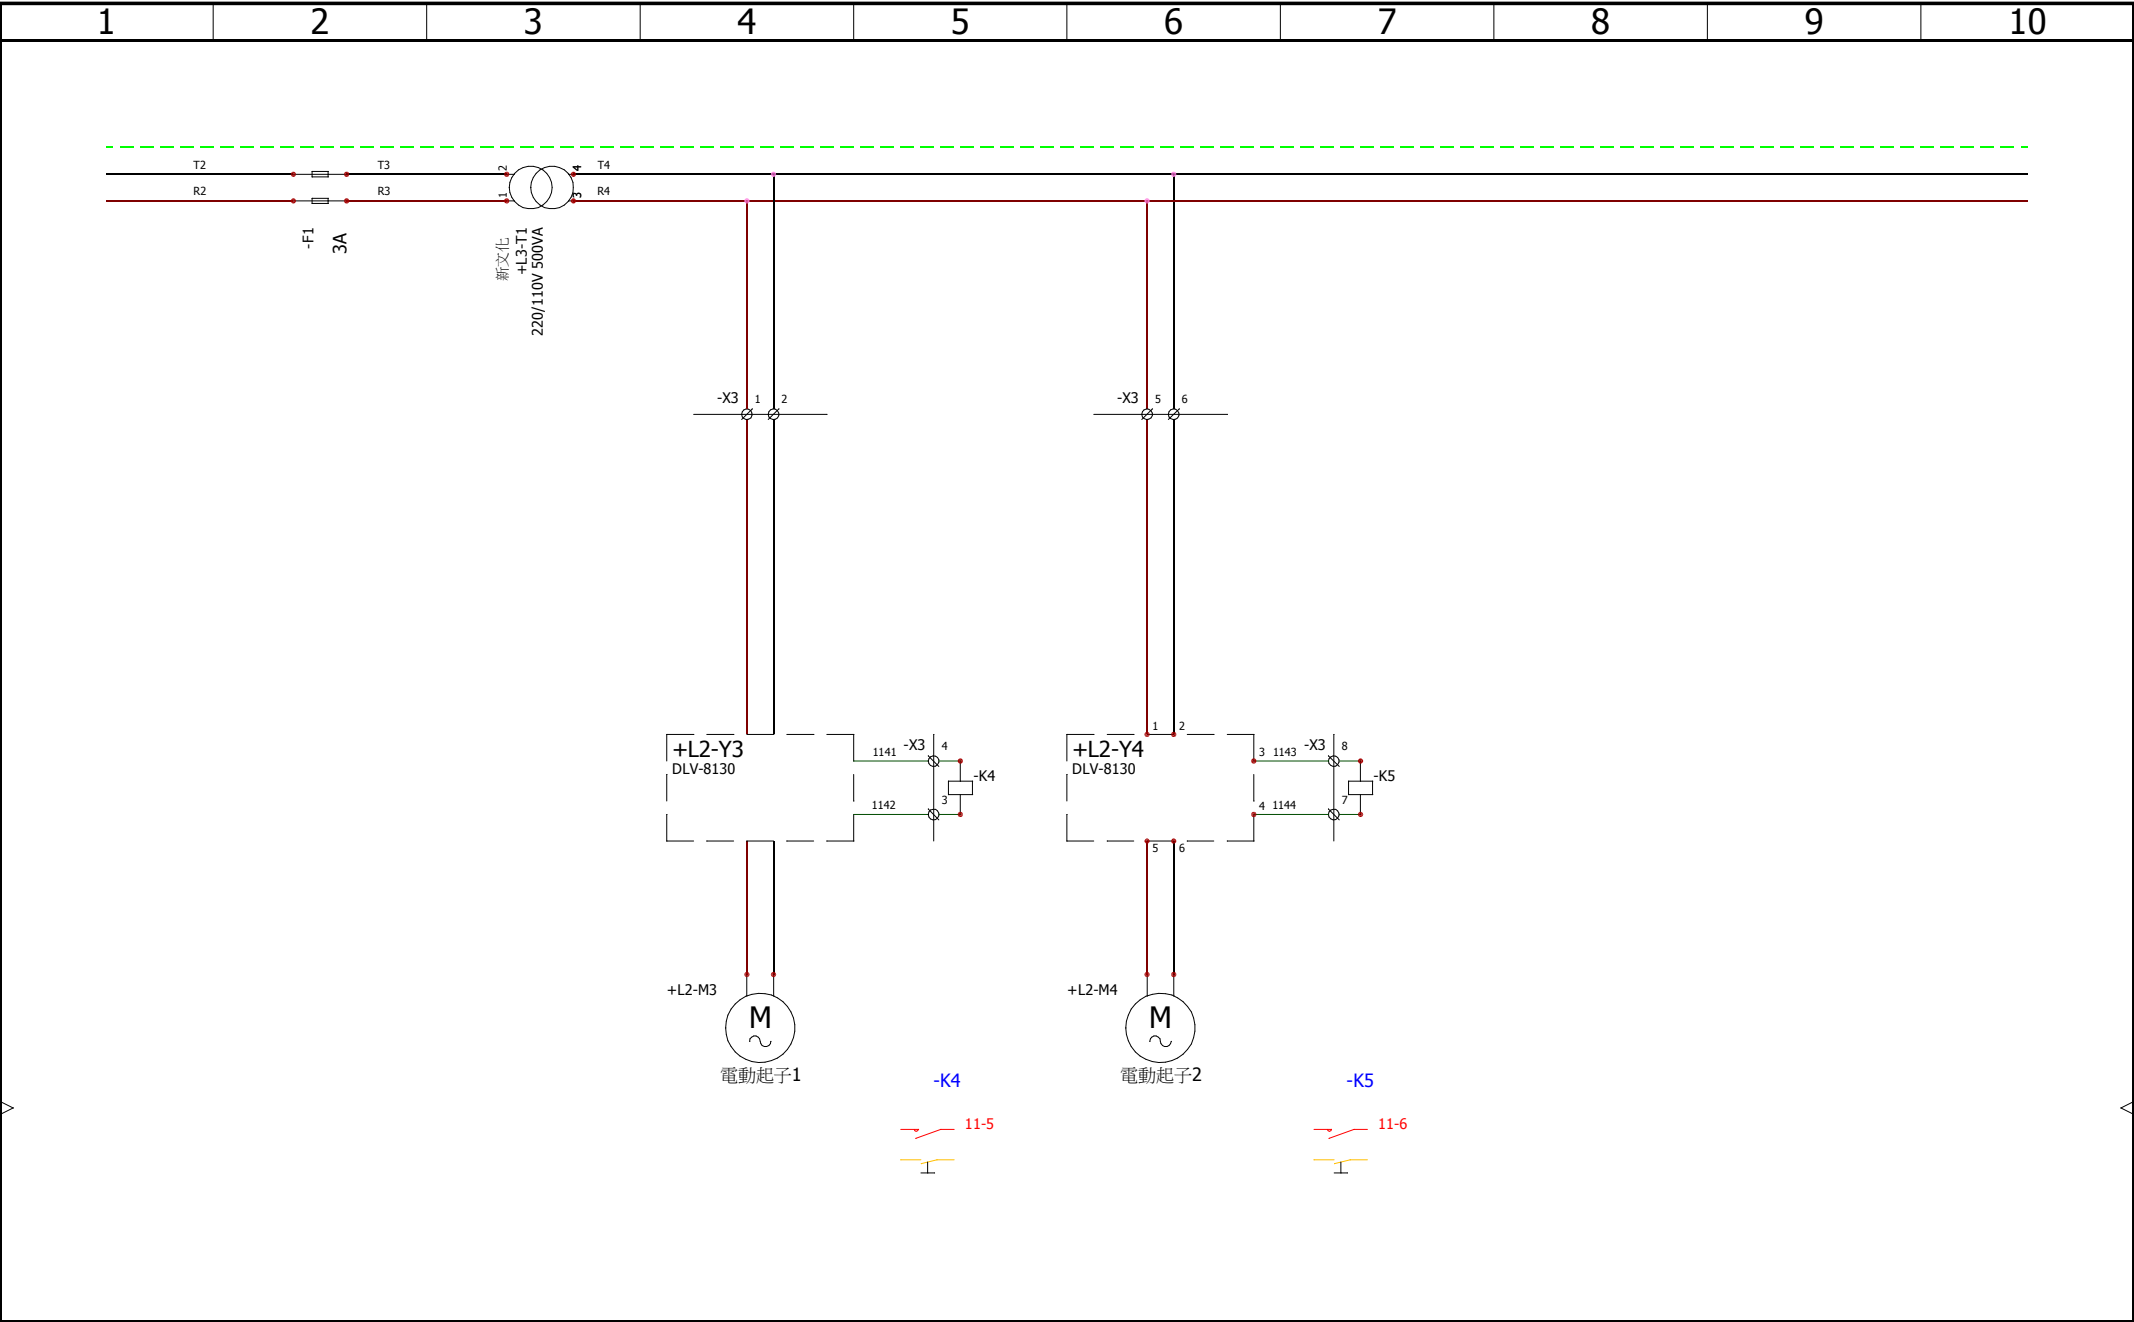 1 2 3 4 5 6 7 8 9 10
T2 T3 2 4 T4
R2 R3 1 3 R4
-F1
3A
新文化
+L3-T1
220/110V 500VA
-X3 1 2
-X3 5 6
1 2
+L2-Y3
DLV-8130
1141 -X3 4
-K4
1142 3
+L2-Y4
DLV-8130
3 1143 -X3 8
-K5
4 1144 7
5 6
+L2-M3
M
電動起子1
+L2-M4
M
電動起子2
-K4
11-5
-K5
11-6